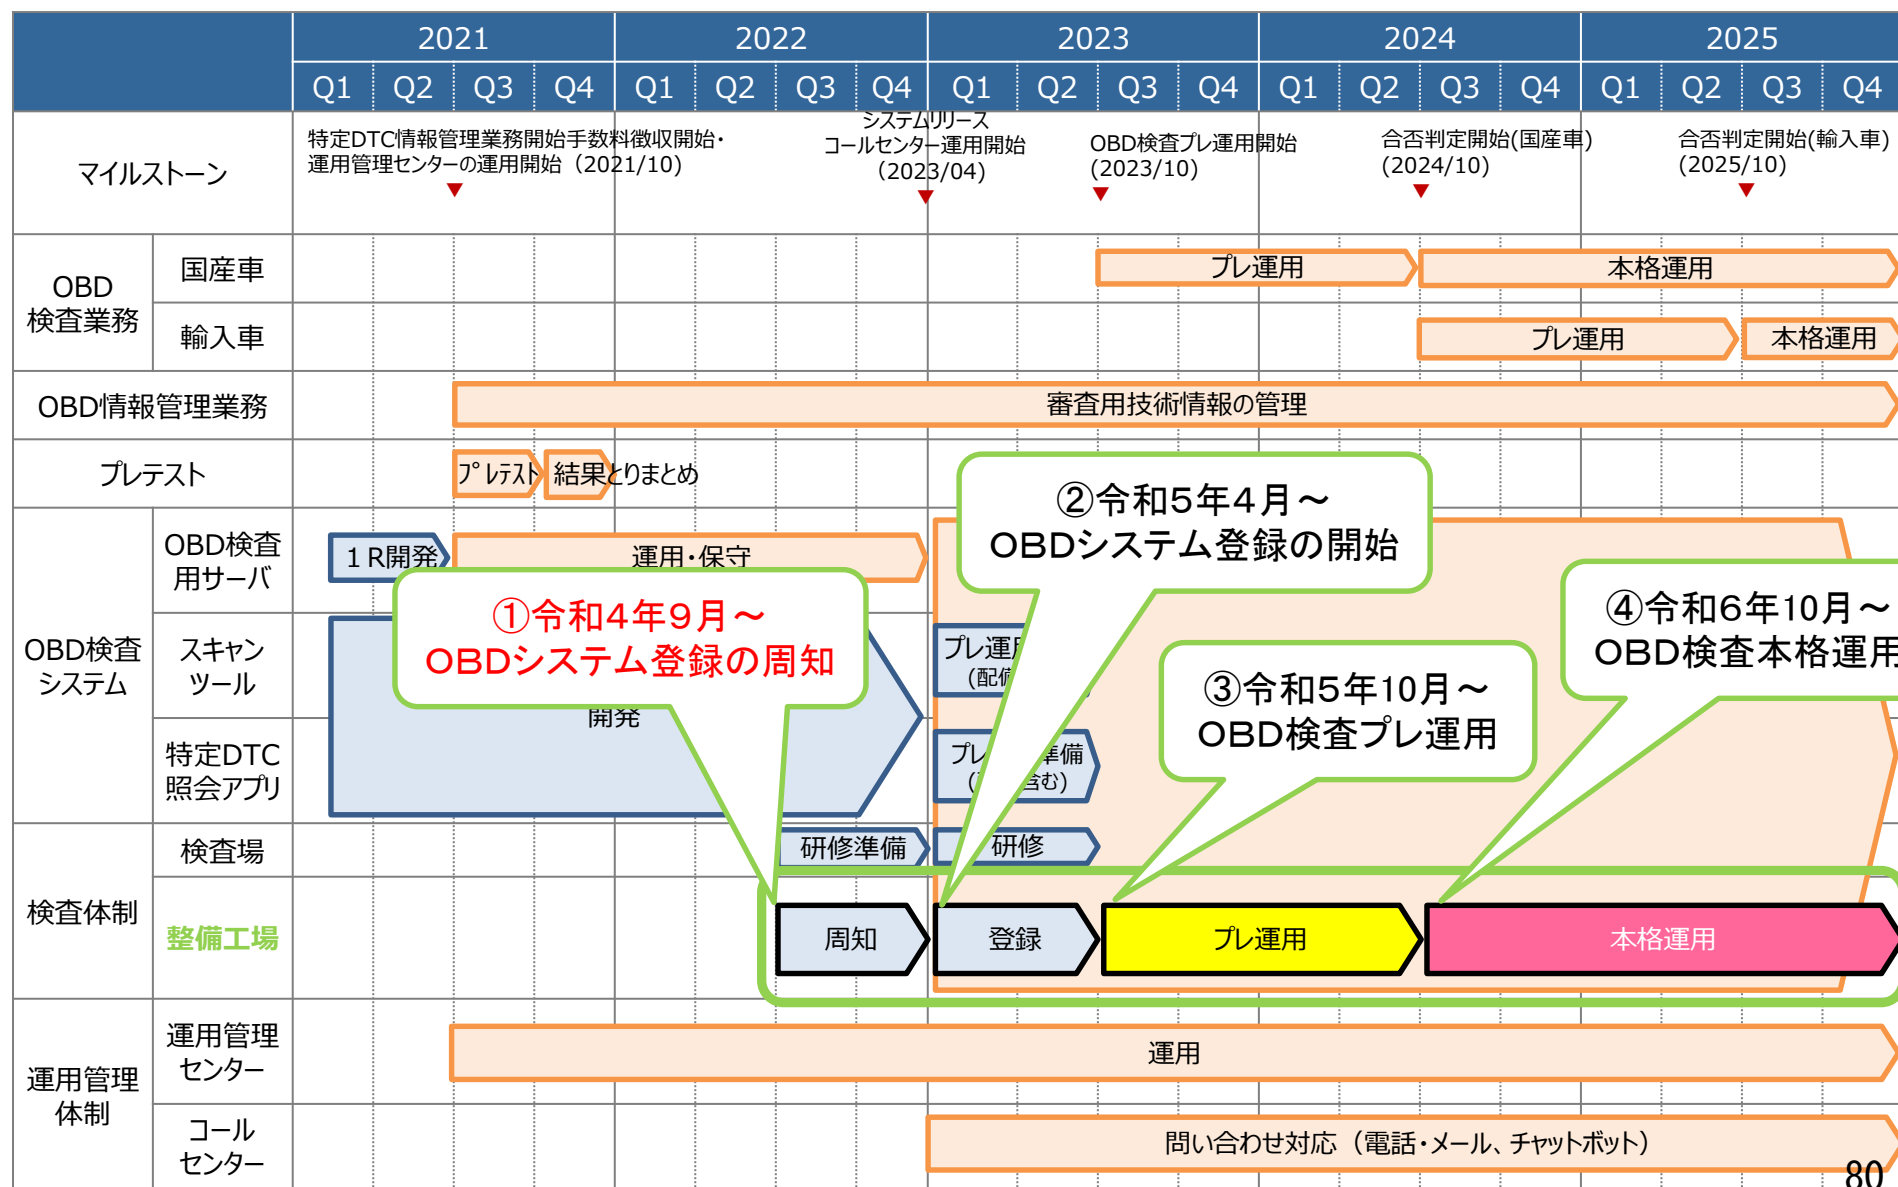 2021 2022 2023 2024 2025
Q1 Q2 Q3 Q4 Q1 Q2 Q3 Q4 Q1 Q2 Q3 Q4 Q1 Q2 Q3 Q4 Q1 Q2 Q3 Q4
マイルストーン
特定DTC情報管理業務開始手数料徴収開始・
運用管理センターの運用開始（2021/10）
システムリリース
コールセンター運用開始
(2023/04)
OBD検査プレ運用開始
(2023/10)
合否判定開始(国産車)
(2024/10)
合否判定開始(輸入車)
(2025/10)
OBD
検査業務
国産車
プレ運用
本格運用
輸入車
プレ運用
本格運用
OBD情報管理業務
審査用技術情報の管理
プレテスト
プレテスト
結果とりまとめ
OBD検査
システム
OBD検査
用サーバ
１R開発
運用・保守
スキャン
ツール
特定DTC
照会アプリ
開発
プレ運
(配
プレ 準備
含む)
①令和４年９月～
ＯＢＤシステム登録の周知
②令和５年４月～
ＯＢＤシステム登録の開始
③令和５年10月～
ＯＢＤ検査プレ運用
④令和６年10月～
ＯＢＤ検査本格運用
検査体制
検査場
研修準備
研修
整備工場
周知
登録
プレ運用
本格運用
運用管理
体制
運用管理
センター
運用
コール
センター
問い合わせ対応（電話・メール、チャットボット）
80